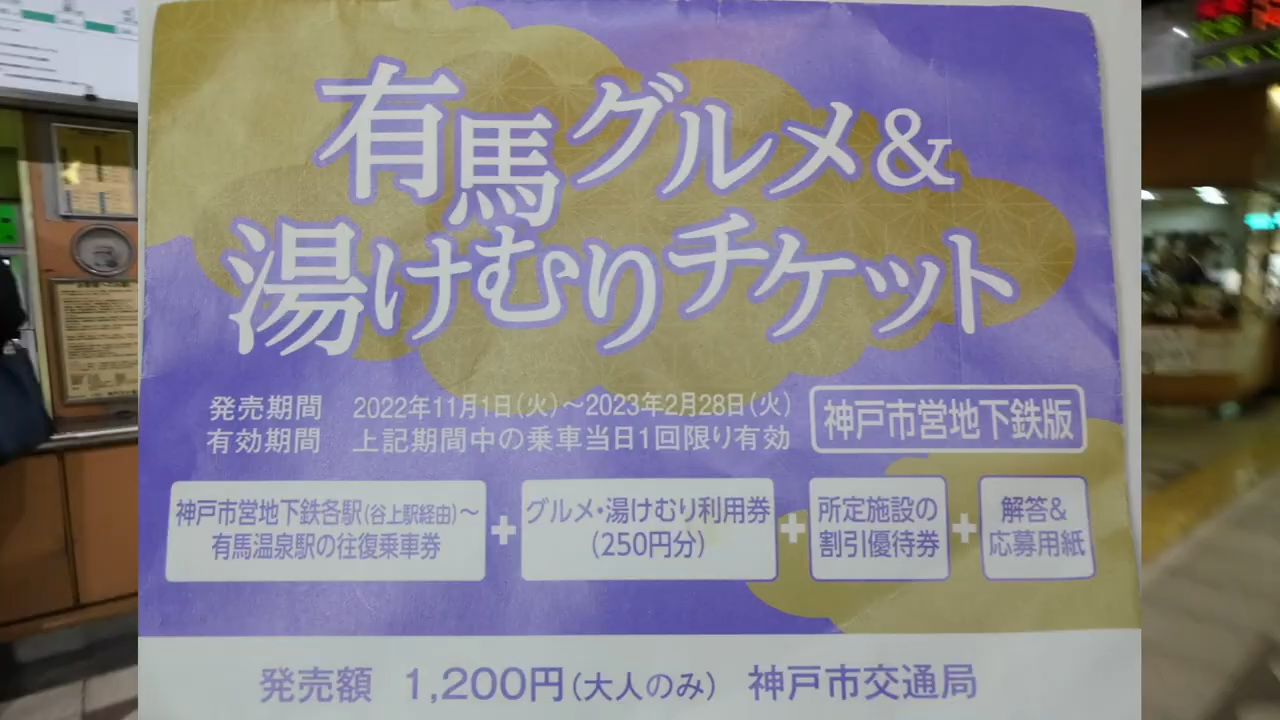 有馬グルメ&
湯けむりチケット
発売期間 2022年11月1日(火)〜2023年2月28日(火)
有効期間 上記期間中の乗車当日1回限り有効
神戸市営地下鉄版
神戸市営地下鉄各駅(谷上駅経由)〜
有馬温泉駅の往復乗車券
+
グルメ・湯けむり利用券
(250円分)
+
所定施設の
割引優待券
+
解答&
応募用紙
発売額 1,200円(大人のみ) 神戸市交通局